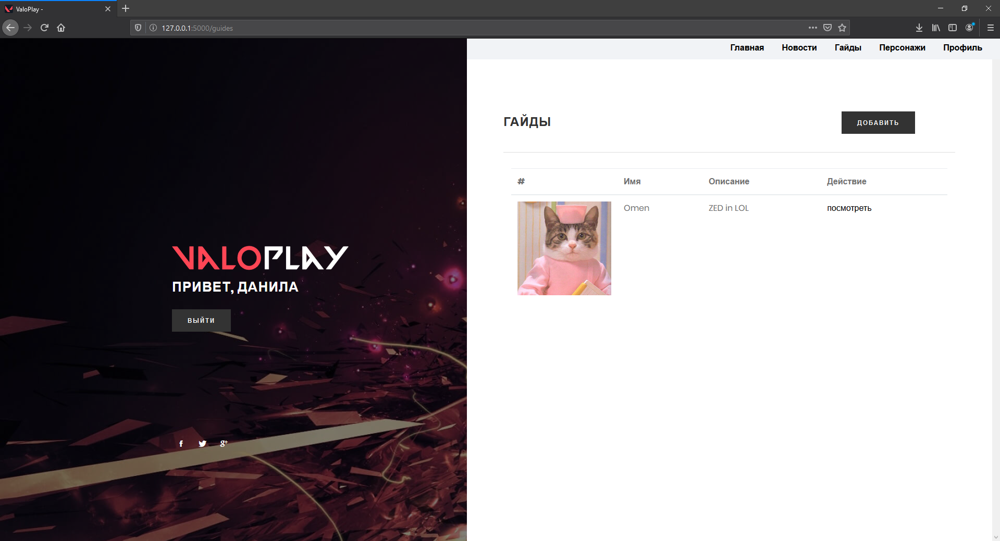 ValoPlay -
127.0.0.1:5000/guides
Главная Новости Гайды Персонажи Профиль
VALOPLAY
ПРИВЕТ, ДАНИЛА
ВЫЙТИ
f g+
ГАЙДЫ
ДОБАВИТЬ
# Имя Описание Действие
Omen ZED in LOL посмотреть